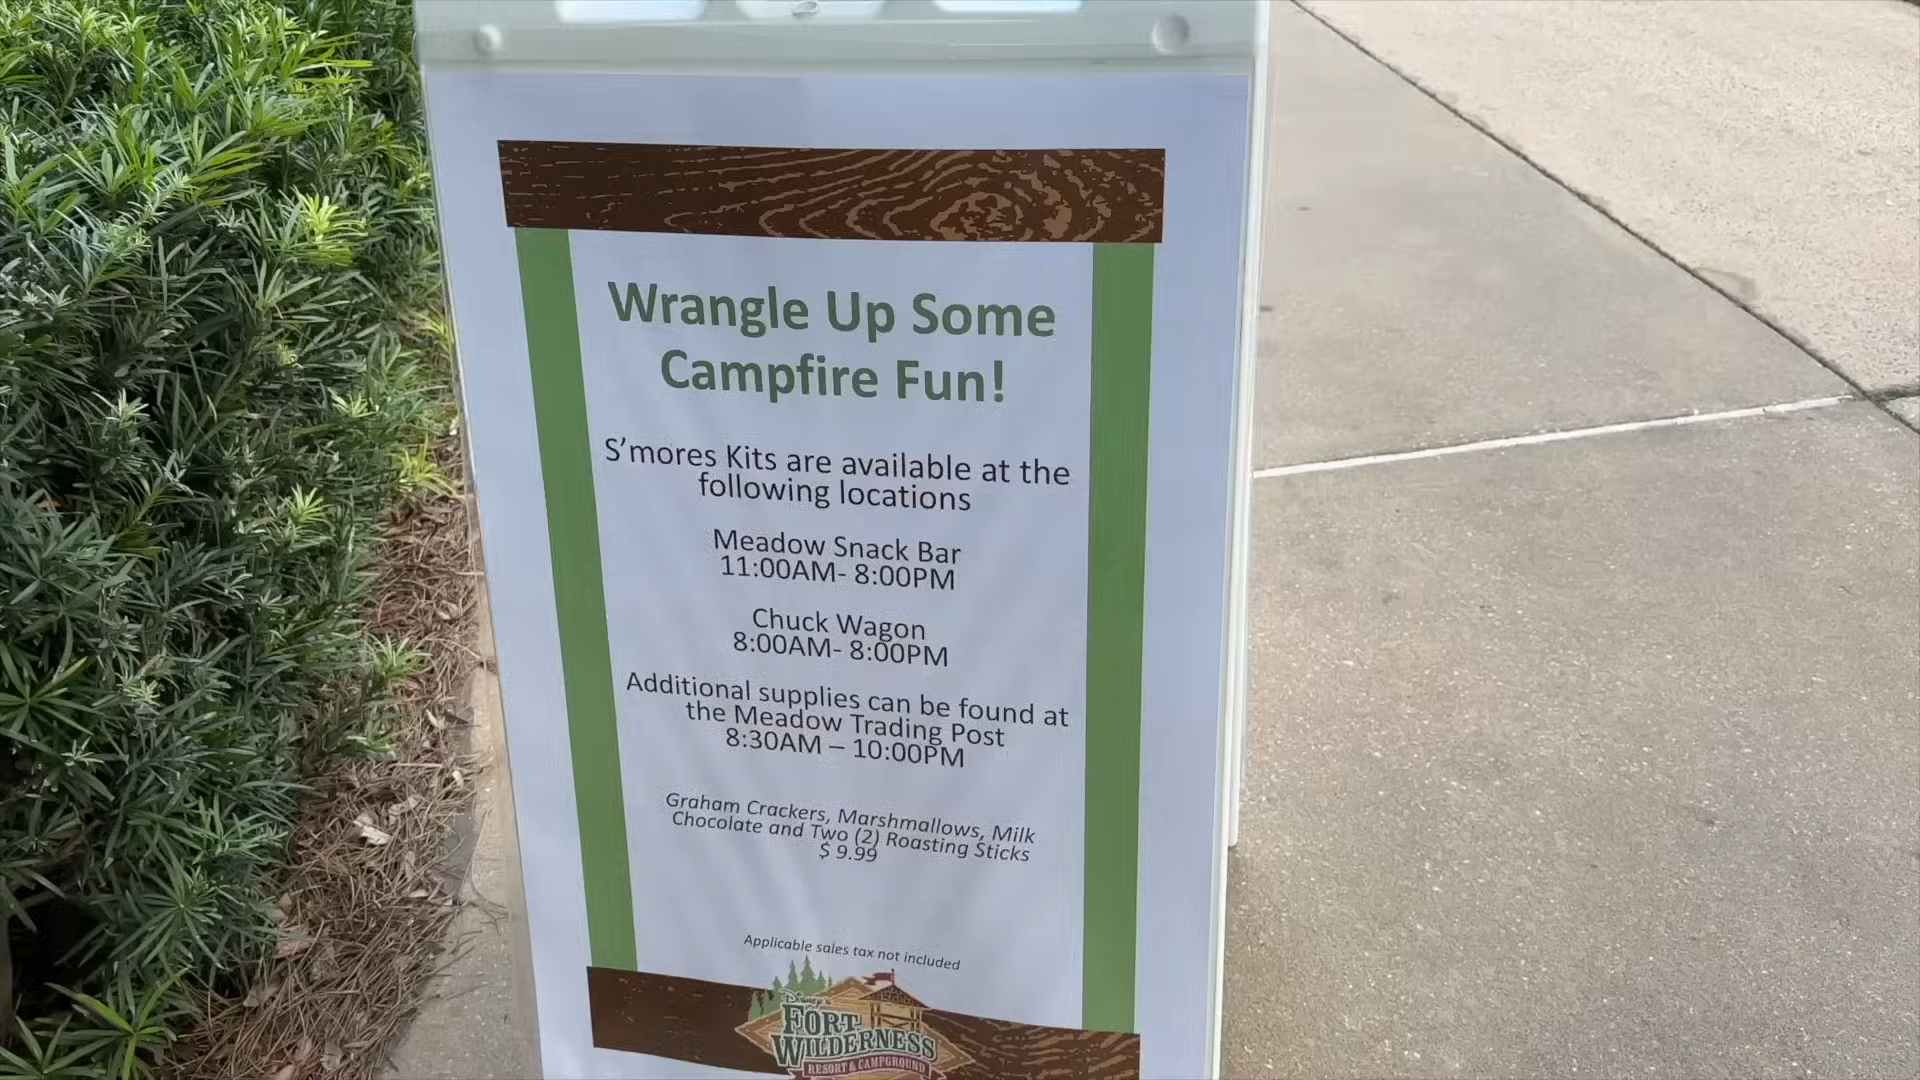 Wrangle Up Some
Campfire Fun!
S'mores Kits are available at the
following locations
Meadow Snack Bar
11:00AM- 8:00PM
Chuck Wagon
8:00AM- 8:00PM
Additional supplies can be found at
the Meadow Trading Post
8:30AM – 10:00PM
Graham Crackers, Marshmallows, Milk
Chocolate and Two (2) Roasting Sticks
$ 9.99
Applicable sales tax not included
Disney's
FORT
WILDERNESS
RESORT & CAMPGROUND